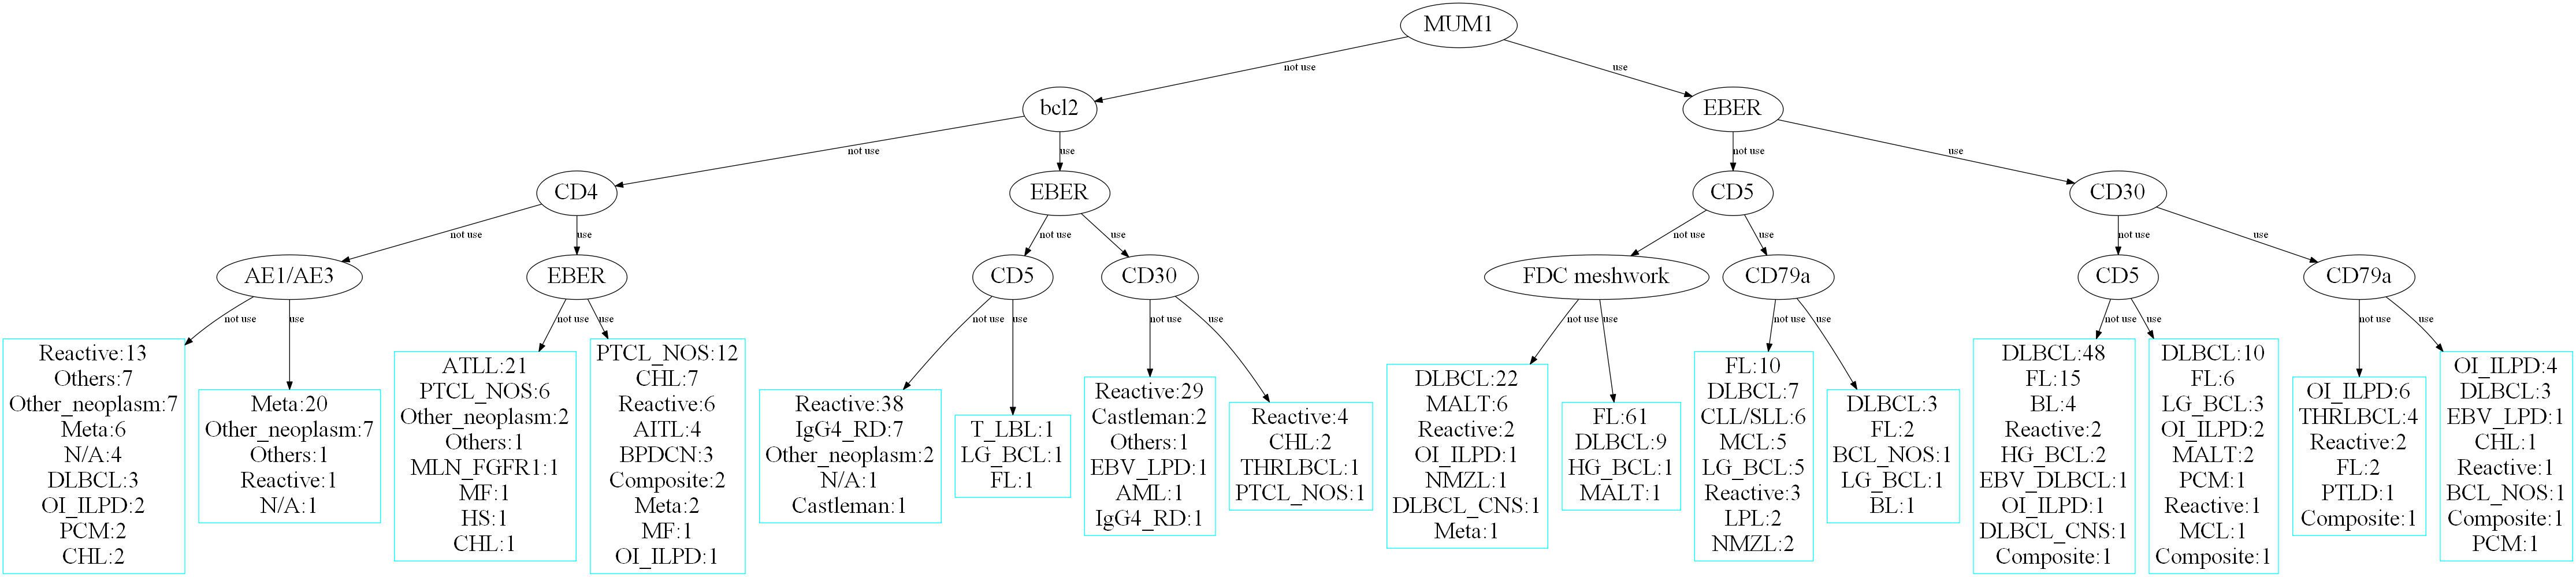 MUM1
not use
use
bcl2
EBER
not use
use
not use
use
CD4
EBER
CD5
CD30
not use
use
not use
use
not use
use
not use
use
AE1/AE3
EBER
CD5
CD30
FDC meshwork
CD79a
CD5
CD79a
not use
use
not use
use
not use
use
not use
use
not use
use
not use
use
not use
use
not use
use
Reactive:13
Others:7
Other_neoplasm:7
Meta:6
N/A:4
DLBCL:3
OI_ILPD:2
PCM:2
CHL:2
Meta:20
Other_neoplasm:7
Others:1
Reactive:1
N/A:1
ATLL:21
PTCL_NOS:6
Other_neoplasm:2
Others:1
MLN_FGFR1:1
MF:1
HS:1
CHL:1
PTCL_NOS:12
CHL:7
Reactive:6
AITL:4
BPDCN:3
Composite:2
Meta:2
MF:1
OI_ILPD:1
Reactive:38
IgG4_RD:7
Other_neoplasm:2
N/A:1
Castleman:1
T_LBL:1
LG_BCL:1
FL:1
Reactive:29
Castleman:2
Others:1
EBV_LPD:1
AML:1
IgG4_RD:1
Reactive:4
CHL:2
THRLBCL:1
PTCL_NOS:1
DLBCL:22
MALT:6
Reactive:2
OI_ILPD:1
NMZL:1
DLBCL_CNS:1
Meta:1
FL:61
DLBCL:9
HG_BCL:1
MALT:1
FL:10
DLBCL:7
CLL/SLL:6
MCL:5
LG_BCL:5
Reactive:3
LPL:2
NMZL:2
DLBCL:3
FL:2
BCL_NOS:1
LG_BCL:1
BL:1
DLBCL:48
FL:15
BL:4
Reactive:2
HG_BCL:2
EBV_DLBCL:1
OI_ILPD:1
DLBCL_CNS:1
Composite:1
DLBCL:10
FL:6
LG_BCL:3
OI_ILPD:2
MALT:2
PCM:1
Reactive:1
MCL:1
Composite:1
OI_ILPD:6
THRLBCL:4
Reactive:2
FL:2
PTLD:1
Composite:1
OI_ILPD:4
DLBCL:3
EBV_LPD:1
CHL:1
Reactive:1
BCL_NOS:1
Composite:1
PCM:1